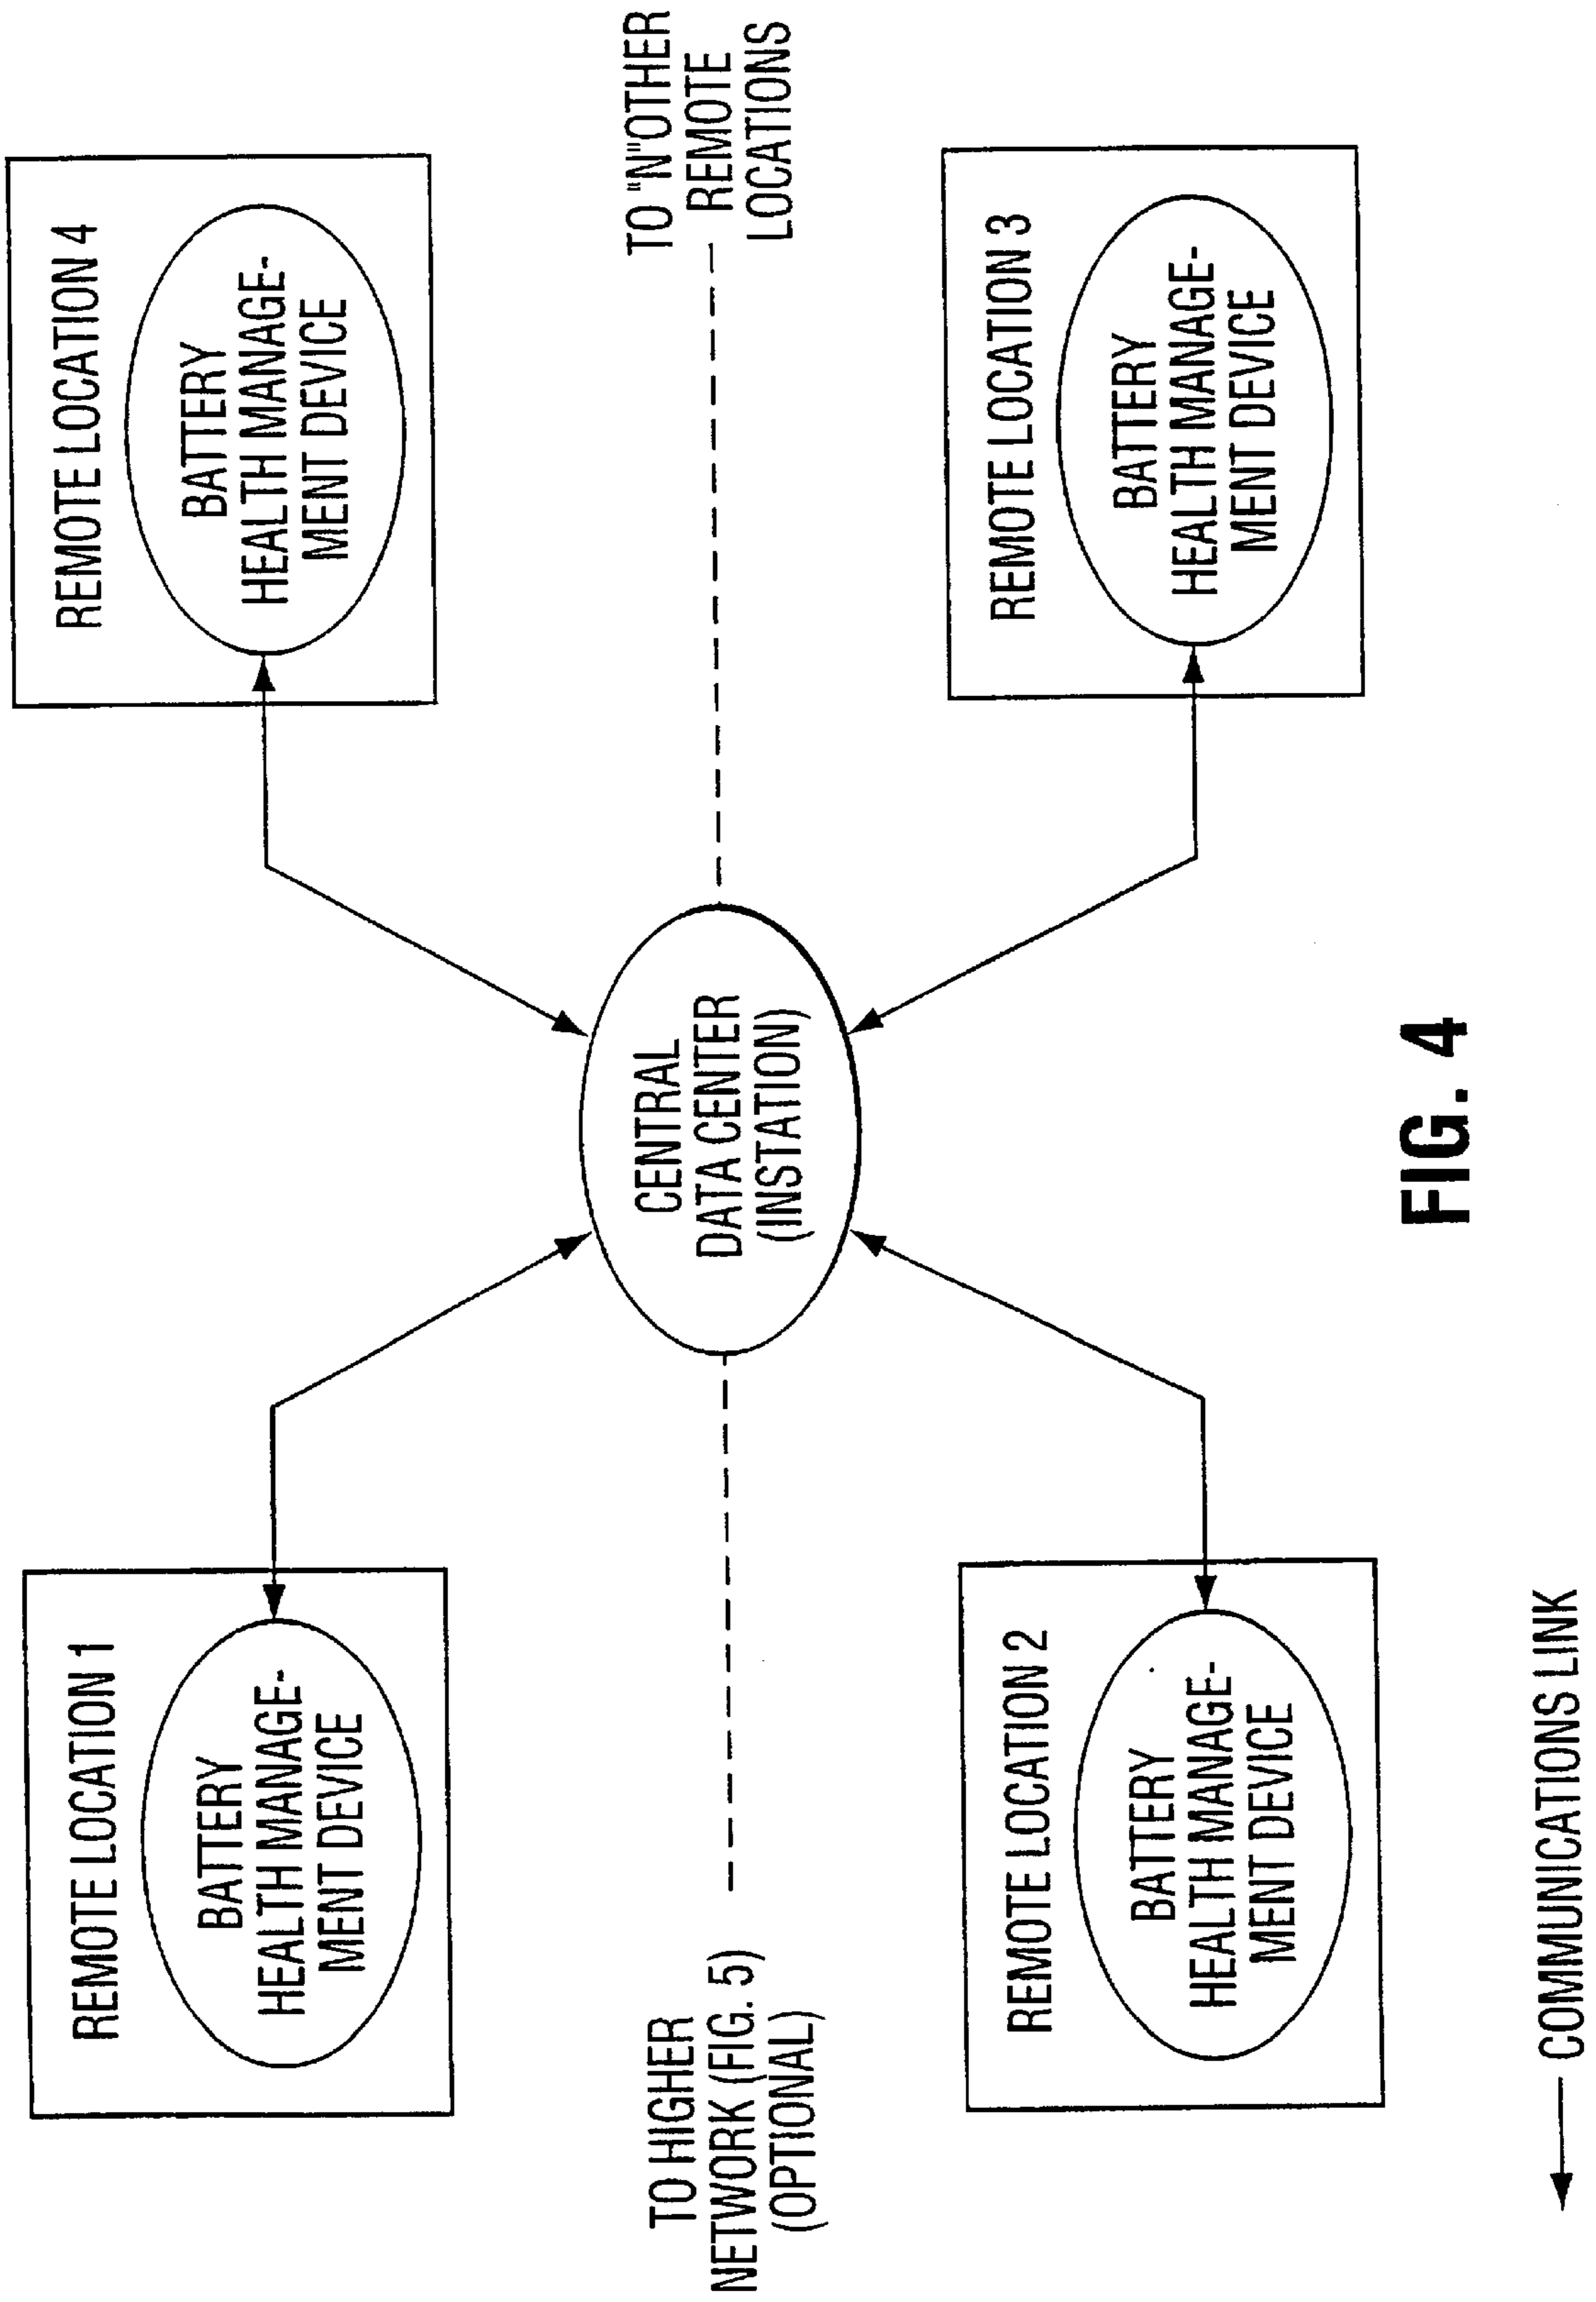 REMOTE LOCATION 1
BATTERY
HEALTH MANAGE-
MENT DEVICE
REMOTE LOCATION 4
BATTERY
HEALTH MANAGE-
MENT DEVICE
TO HIGHER
NETWORK (FIG. 5)
(OPTIONAL)
CENTRAL
DATA CENTER
(INSTATION)
TO "N" OTHER
REMOTE
LOCATIONS
REMOTE LOCATION 2
BATTERY
HEALTH MANAGE-
MENT DEVICE
REMOTE LOCATION 3
BATTERY
HEALTH MANAGE-
MENT DEVICE
COMMUNICATIONS LINK
FIG. 4